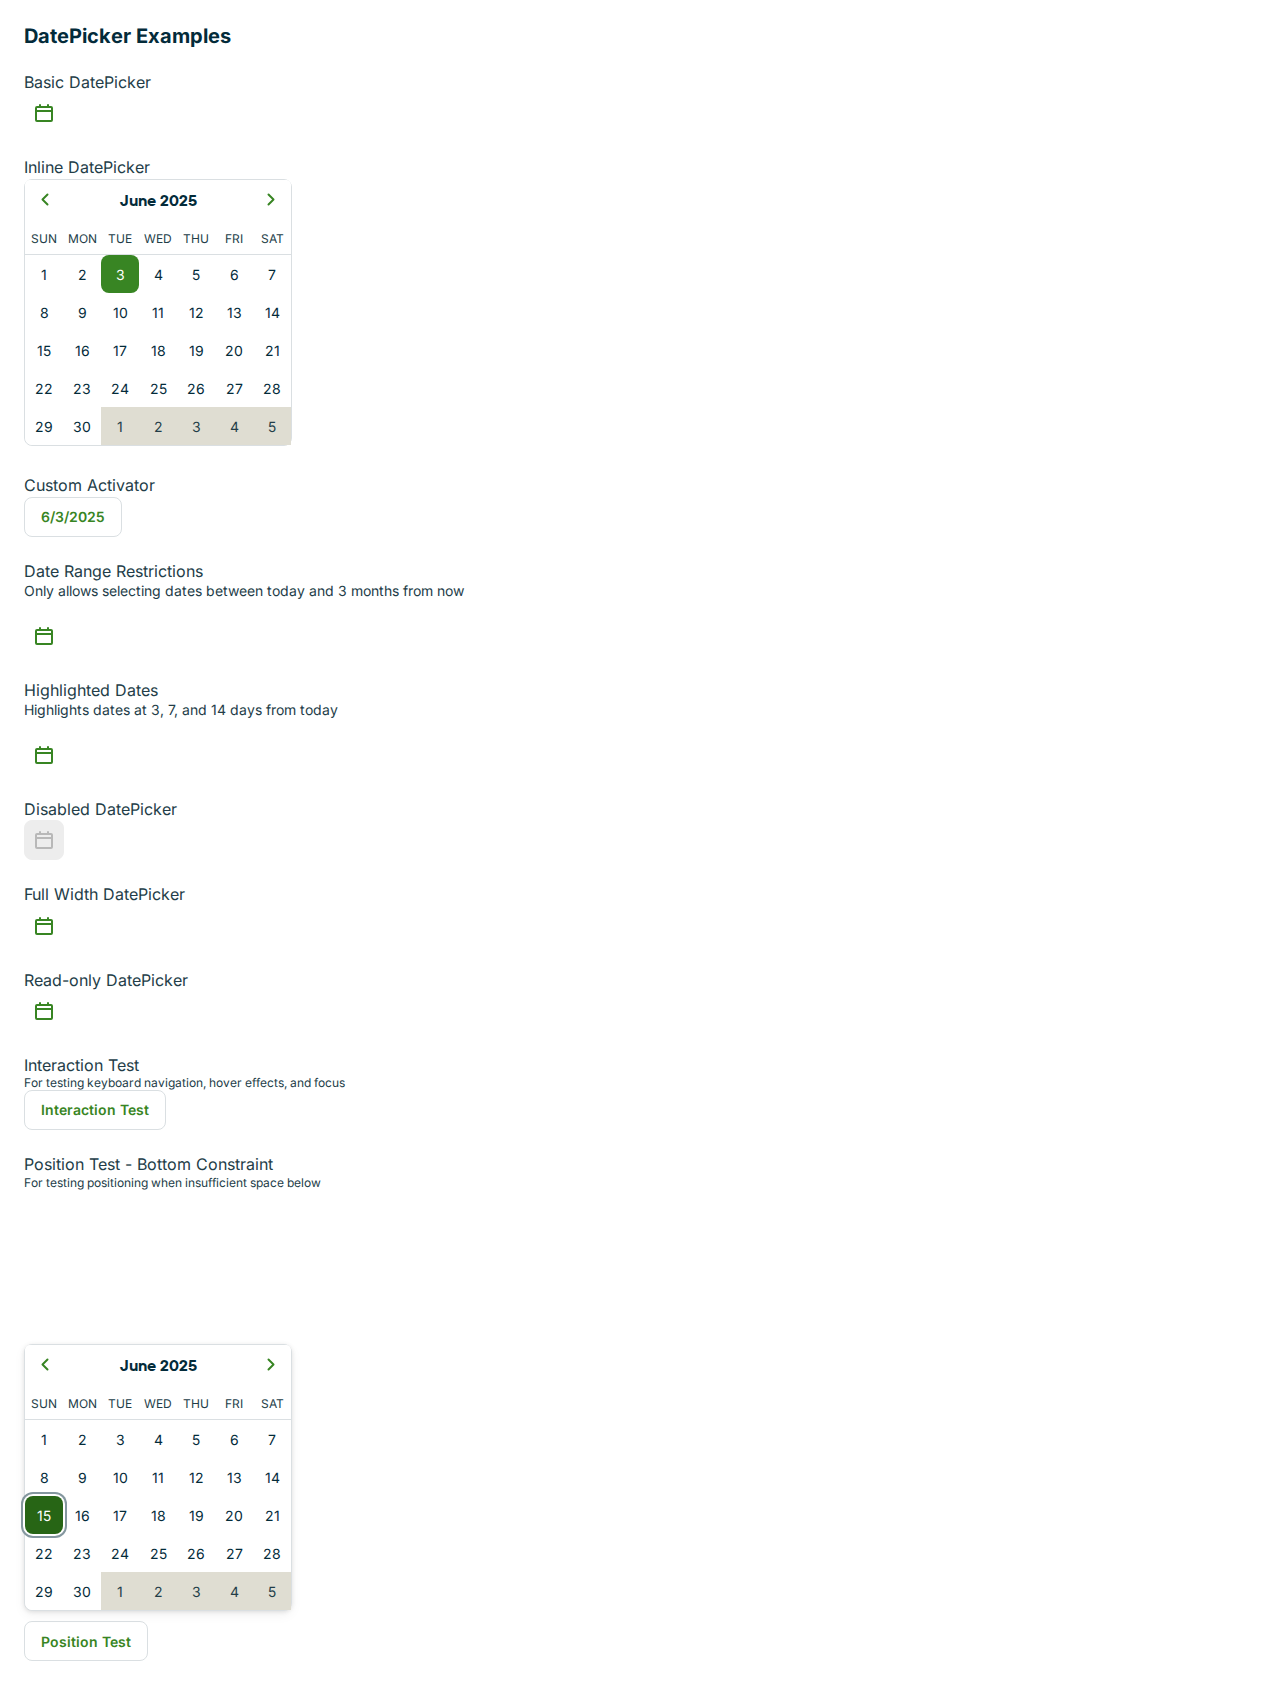 DatePicker Examples
Basic DatePicker
Inline DatePicker
June 2025
SUN MON TUE WED THU FRI SAT
1 2 3 4 5 6 7
8 9 10 11 12 13 14
15 16 17 18 19 20 21
22 23 24 25 26 27 28
29 30 1 2 3 4 5
Custom Activator
6/3/2025
Date Range Restrictions
Only allows selecting dates between today and 3 months from now
Highlighted Dates
Highlights dates at 3, 7, and 14 days from today
Disabled DatePicker
Full Width DatePicker
Read-only DatePicker
Interaction Test
For testing keyboard navigation, hover effects, and focus
Interaction Test
Position Test - Bottom Constraint
For testing positioning when insufficient space below
June 2025
SUN MON TUE WED THU FRI SAT
1 2 3 4 5 6 7
8 9 10 11 12 13 14
15 16 17 18 19 20 21
22 23 24 25 26 27 28
29 30 1 2 3 4 5
Position Test